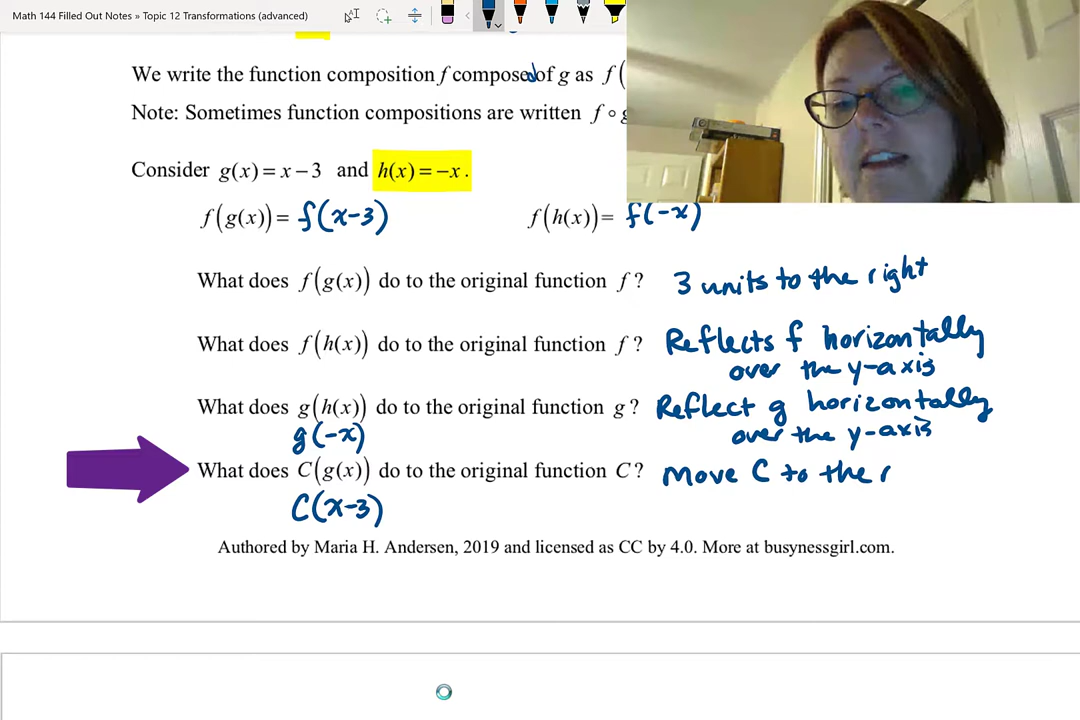 Math 144 Filled Out Notes » Topic 12 Transformations (advanced)
We write the function composition f composed of g as f(
Note: Sometimes function compositions are written f ∘ g
Consider g(x) = x − 3 and h(x) = −x.
f(g(x)) = f(x-3) f(h(x)) = f(-x)
What does f(g(x)) do to the original function f? 3 units to the right
What does f(h(x)) do to the original function f? Reflects f horizontally
over the y-axis
What does g(h(x)) do to the original function g? Reflect g horizontally
g(-x) over the y-axis
What does C(g(x)) do to the original function C? Move C to the r
C(x-3)
Authored by Maria H. Andersen, 2019 and licensed as CC by 4.0. More at busynessgirl.com.